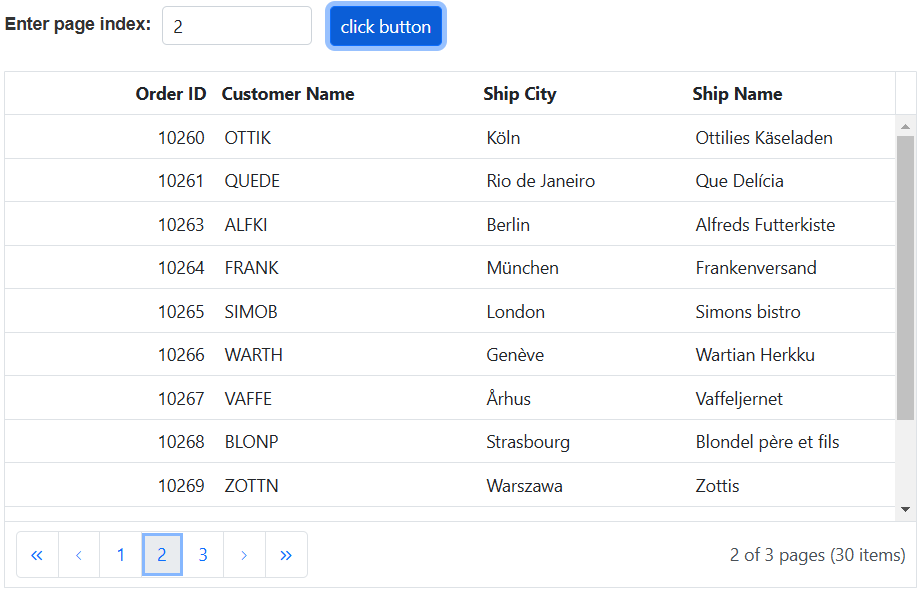 Enter page index: 2 click button
Order ID Customer Name Ship City Ship Name
10260 OTTIK Köln Ottilies Käseladen
10261 QUEDE Rio de Janeiro Que Delícia
10263 ALFKI Berlin Alfreds Futterkiste
10264 FRANK München Frankenversand
10265 SIMOB London Simons bistro
10266 WARTH Genève Wartian Herkku
10267 VAFFE Århus Vaffeljernet
10268 BLONP Strasbourg Blondel père et fils
10269 ZOTTN Warszawa Zottis
« ‹ 1 2 3 › » 2 of 3 pages (30 items)